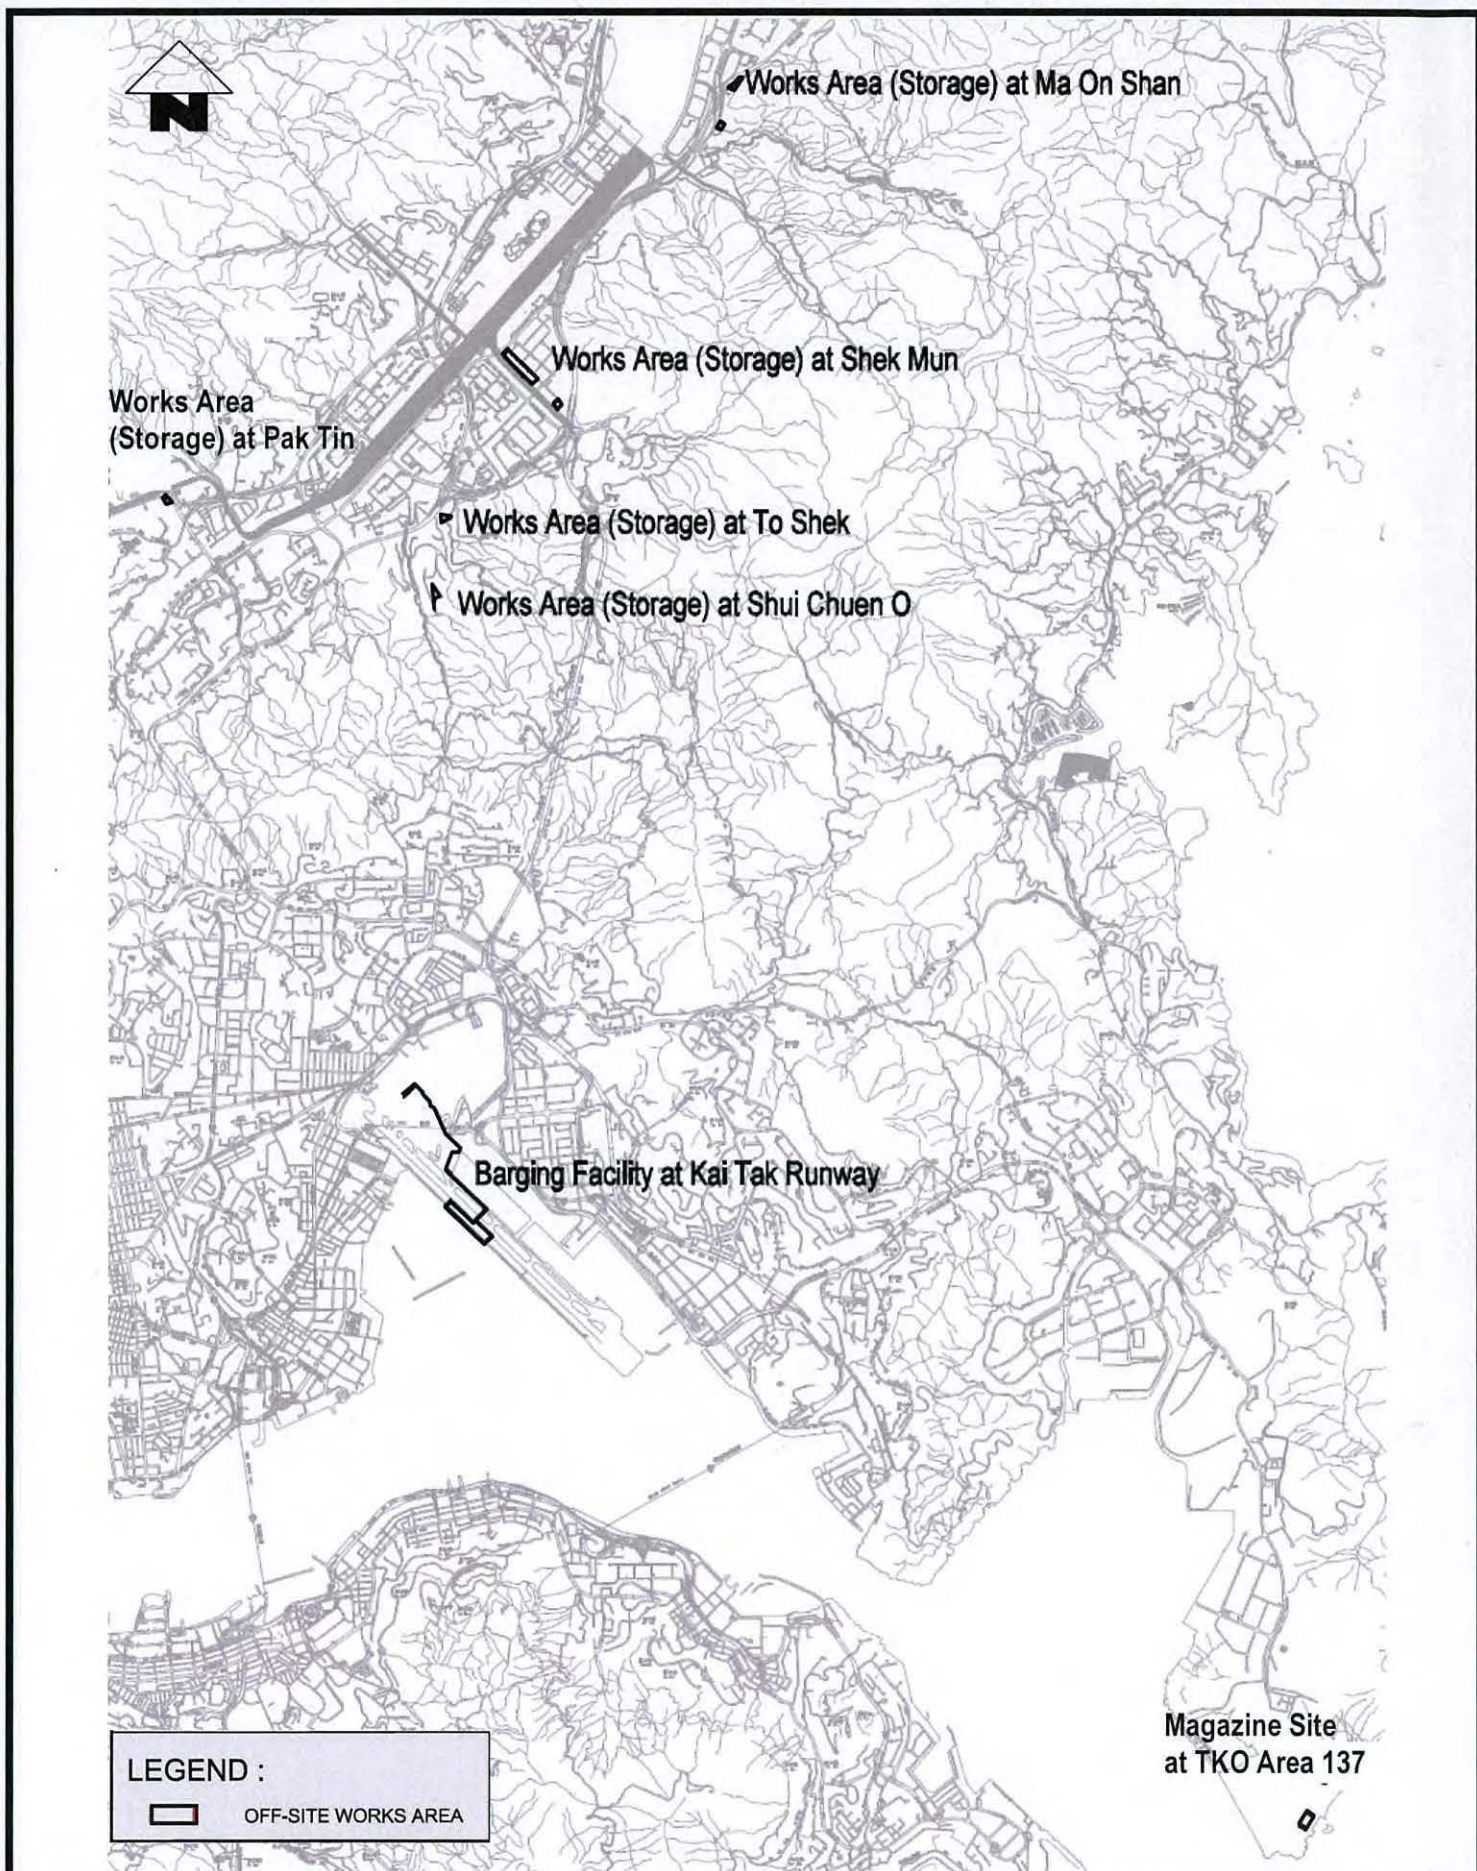 N
Works Area (Storage) at Ma On Shan
Works Area (Storage) at Shek Mun
Works Area
(Storage) at Pak Tin
Works Area (Storage) at To Shek
Works Area (Storage) at Shui Chuen O
Barging Facility at Kai Tak Runway
Magazine Site
at TKO Area 137
LEGEND :
OFF-SITE WORKS AREA